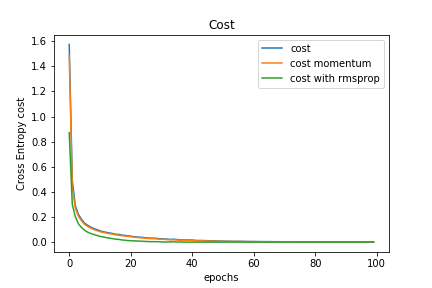 Cost
cost
cost momentum
cost with rmsprop
Cross Entropy cost
1.6
1.4
1.2
1.0
0.8
0.6
0.4
0.2
0.0
0 20 40 60 80 100
epochs